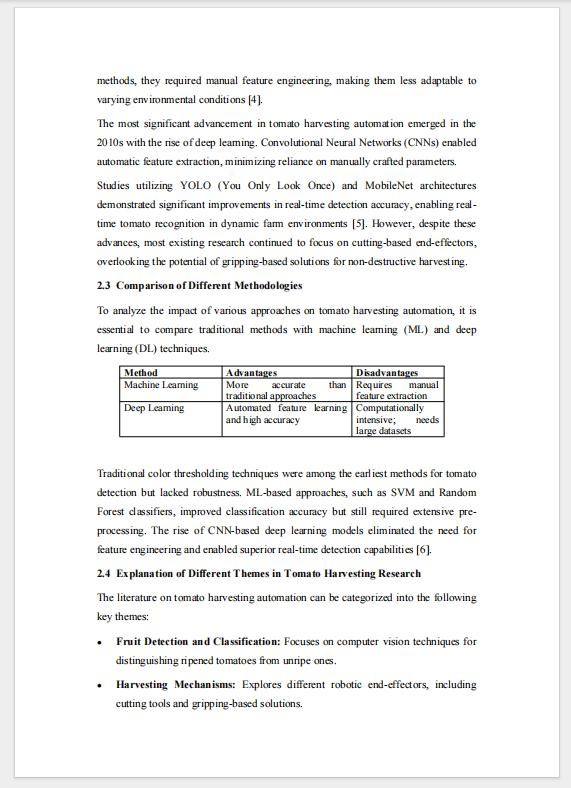 methods, they required manual feature engineering, making them less adaptable to
varying environmental conditions [4].
The most significant advancement in tomato harvesting automation emerged in the
2010s with the rise of deep learning. Convolutional Neural Networks (CNNs) enabled
automatic feature extraction, minimizing reliance on manually crafted parameters.
Studies utilizing YOLO (You Only Look Once) and MobileNet architectures
demonstrated significant improvements in real-time detection accuracy, enabling real-
time tomato recognition in dynamic farm environments [5]. However, despite these
advances, most existing research continued to focus on cutting-based end-effectors,
overlooking the potential of gripping-based solutions for non-destructive harvesting.
2.3 Comparison of Different Methodologies
To analyze the impact of various approaches on tomato harvesting automation, it is
essential to compare traditional methods with machine learning (ML) and deep
learning (DL) techniques.
Method Advantages Disadvantages
Machine Learning More accurate than Requires manual
traditional approaches feature extraction
Deep Learning Automated feature learning Computationally
and high accuracy intensive; needs
large datasets
Traditional color thresholding techniques were among the earliest methods for tomato
detection but lacked robustness. ML-based approaches, such as SVM and Random
Forest classifiers, improved classification accuracy but still required extensive pre-
processing. The rise of CNN-based deep learning models eliminated the need for
feature engineering and enabled superior real-time detection capabilities [6].
2.4 Explanation of Different Themes in Tomato Harvesting Research
The literature on tomato harvesting automation can be categorized into the following
key themes:
• Fruit Detection and Classification: Focuses on computer vision techniques for
distinguishing ripened tomatoes from unripe ones.
• Harvesting Mechanisms: Explores different robotic end-effectors, including
cutting tools and gripping-based solutions.